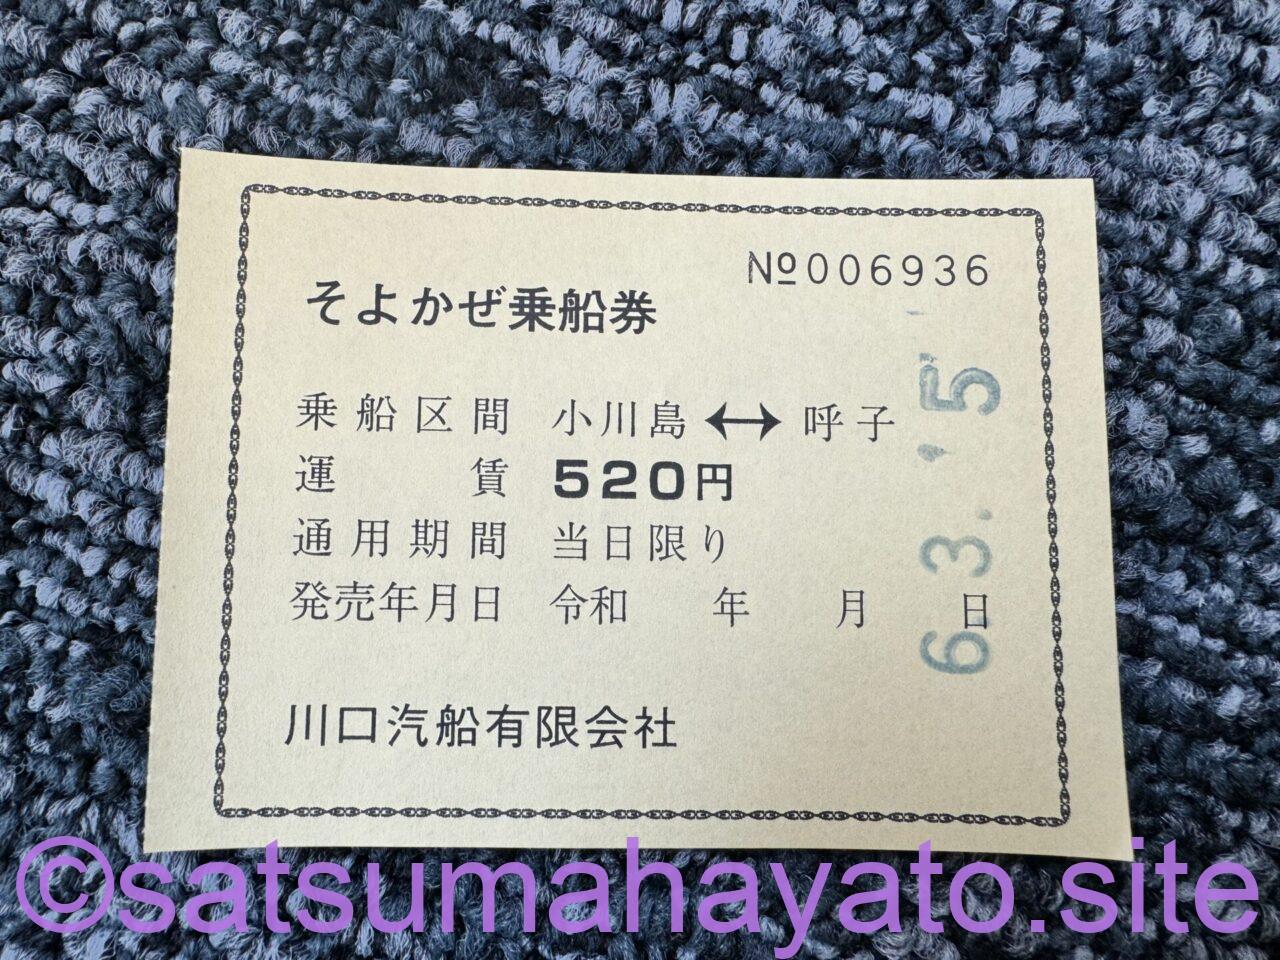 №006936
そよかぜ乗船券
乗船区間 小川島↔呼子
運賃 520円
通用期間 当日限り
発売年月日 令和 年 月 日
6.3.15
川口汽船有限会社
©satsumahayato.site